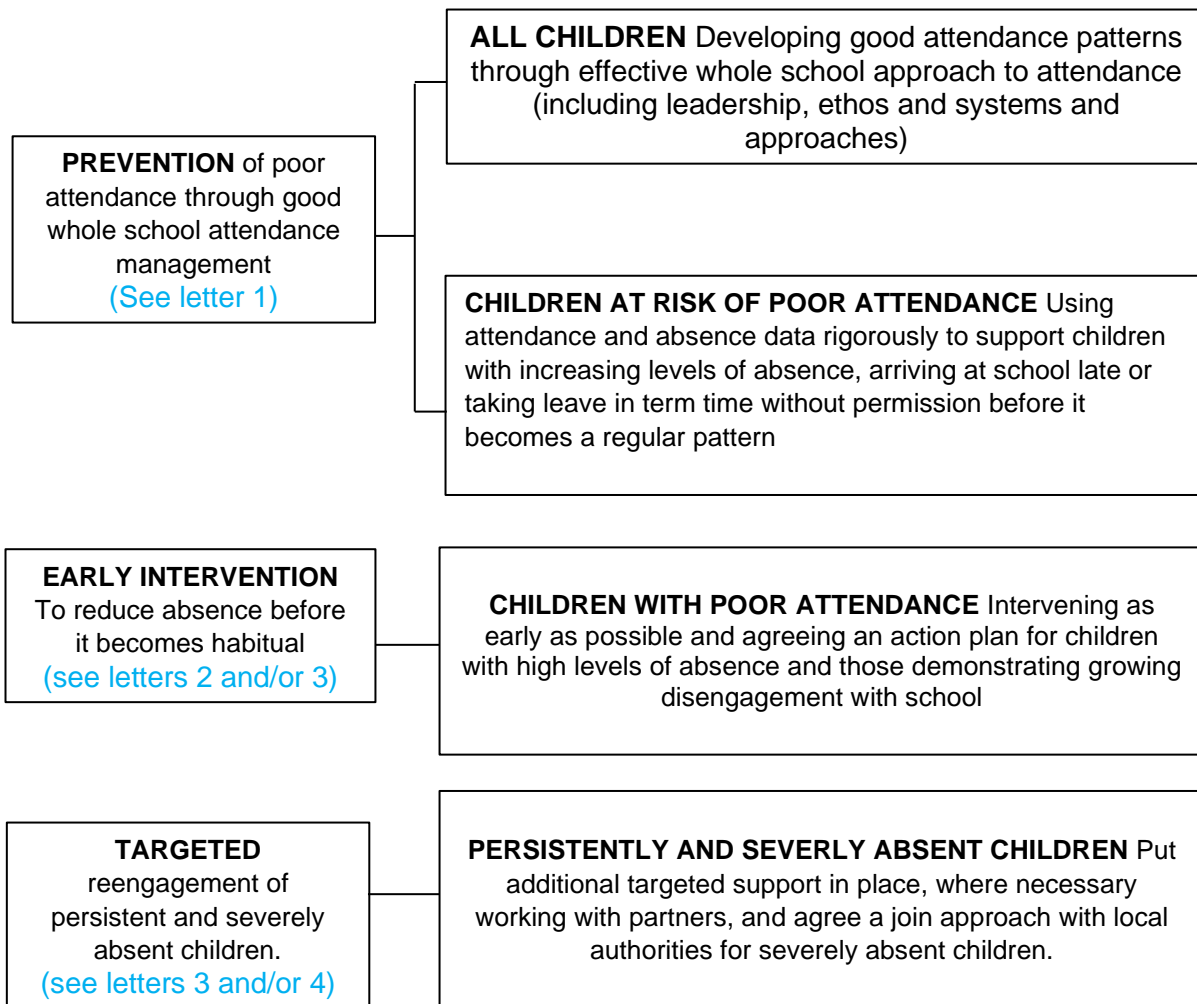 PREVENTION of poor
attendance through good
whole school attendance
management
(See letter 1)
ALL CHILDREN Developing good attendance patterns
through effective whole school approach to attendance
(including leadership, ethos and systems and
approaches)
CHILDREN AT RISK OF POOR ATTENDANCE Using
attendance and absence data rigorously to support children
with increasing levels of absence, arriving at school late or
taking leave in term time without permission before it
becomes a regular pattern
EARLY INTERVENTION
To reduce absence before
it becomes habitual
(see letters 2 and/or 3)
CHILDREN WITH POOR ATTENDANCE Intervening as
early as possible and agreeing an action plan for children
with high levels of absence and those demonstrating growing
disengagement with school
TARGETED
reengagement of
persistent and severely
absent children.
(see letters 3 and/or 4)
PERSISTENTLY AND SEVERLY ABSENT CHILDREN Put
additional targeted support in place, where necessary
working with partners, and agree a join approach with local
authorities for severely absent children.